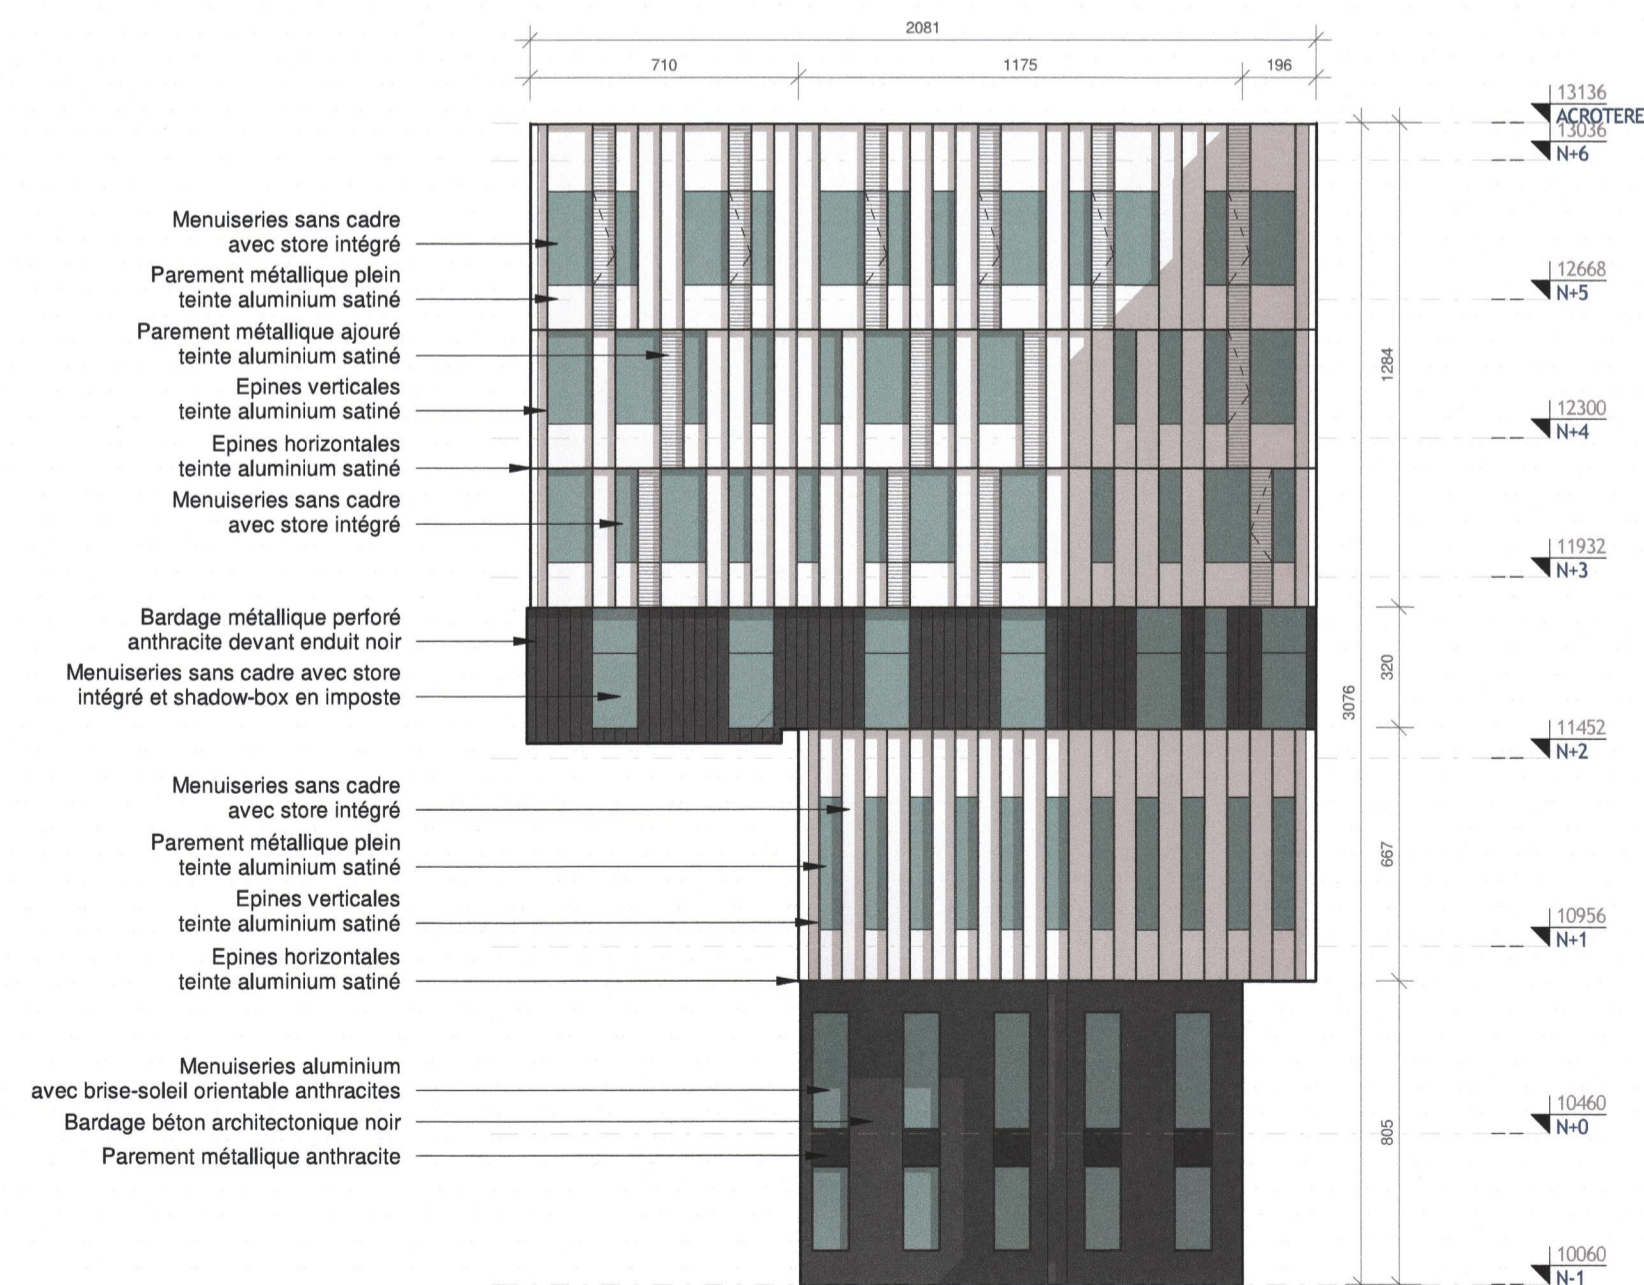 2081
710
1175
196
13136
ACROTERE
13036
N+6
Menuiseries sans cadre
avec store intégré
Parement métallique plein
teinte aluminium satiné
12668
N+5
Parement métallique ajouré
teinte aluminium satiné
1284
Epines verticales
teinte aluminium satiné
12300
N+4
Epines horizontales
teinte aluminium satiné
Menuiseries sans cadre
avec store intégré
11932
N+3
Bardage métallique perforé
anthracite devant enduit noir
Menuiseries sans cadre avec store
intégré et shadow-box en imposte
320
3076
11452
N+2
Menuiseries sans cadre
avec store intégré
Parement métallique plein
teinte aluminium satiné
667
Epines verticales
teinte aluminium satiné
10956
N+1
Epines horizontales
teinte aluminium satiné
Menuiseries aluminium
avec brise-soleil orientable anthracites
Bardage béton architectonique noir
Parement métallique anthracite
10460
N+0
805
10060
N-1